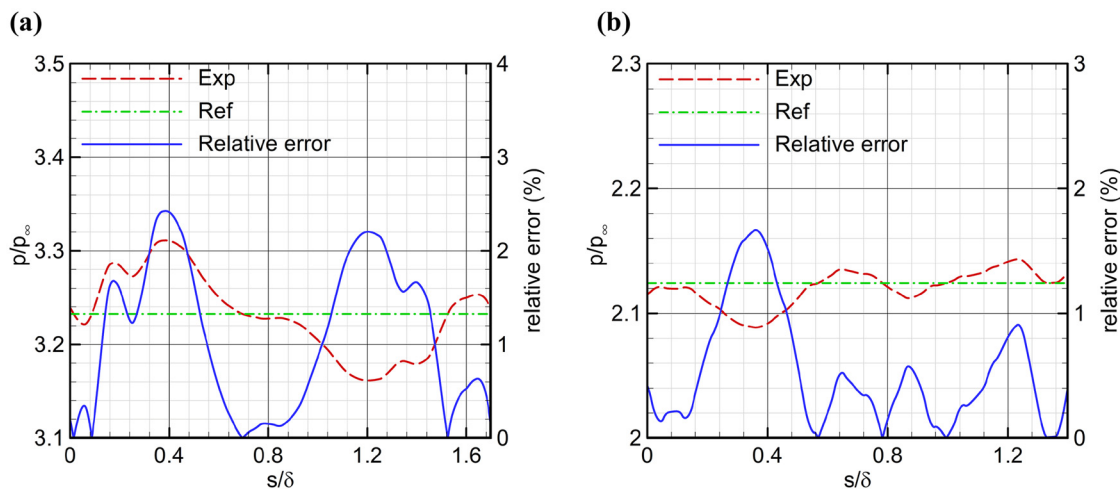 (a)
3.5
3.4
3.3
3.2
3.1
p/p∞
Exp
Ref
Relative error
4
3
2
1
0
relative error (%)
0 0.4 0.8 1.2 1.6
s/δ
(b)
2.3
2.2
2.1
2
p/p∞
Exp
Ref
Relative error
3
2
1
0
relative error (%)
0 0.4 0.8 1.2
s/δ